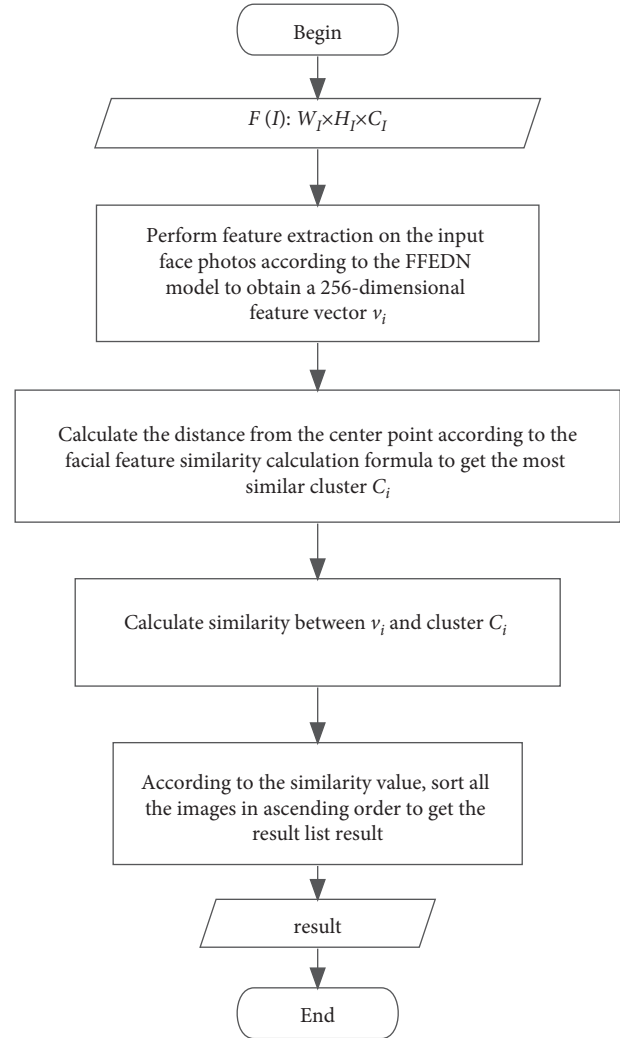 Begin
F (I): W_I×H_I×C_I
Perform feature extraction on the input
face photos according to the FFEDN
model to obtain a 256-dimensional
feature vector v_i
Calculate the distance from the center point according to the
facial feature similarity calculation formula to get the most
similar cluster C_i
Calculate similarity between v_i and cluster C_i
According to the similarity value, sort all
the images in ascending order to get the
result list result
result
End